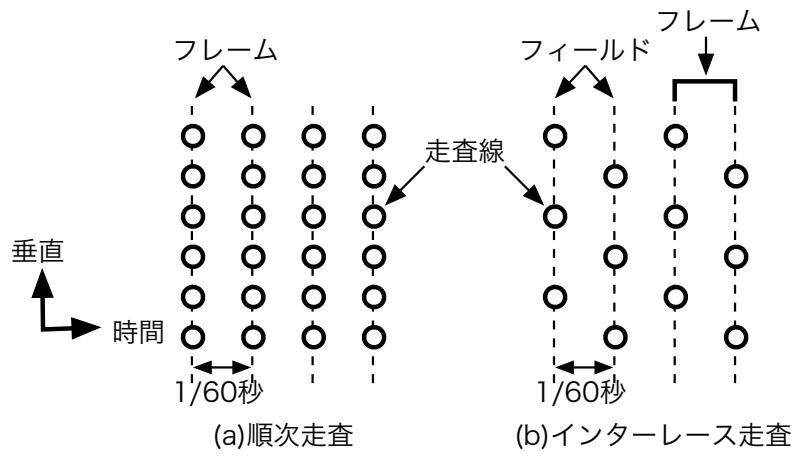 フレーム
フィールド
フレーム
走査線
垂直
時間
1/60秒
1/60秒
(a)順次走査
(b)インターレース走査